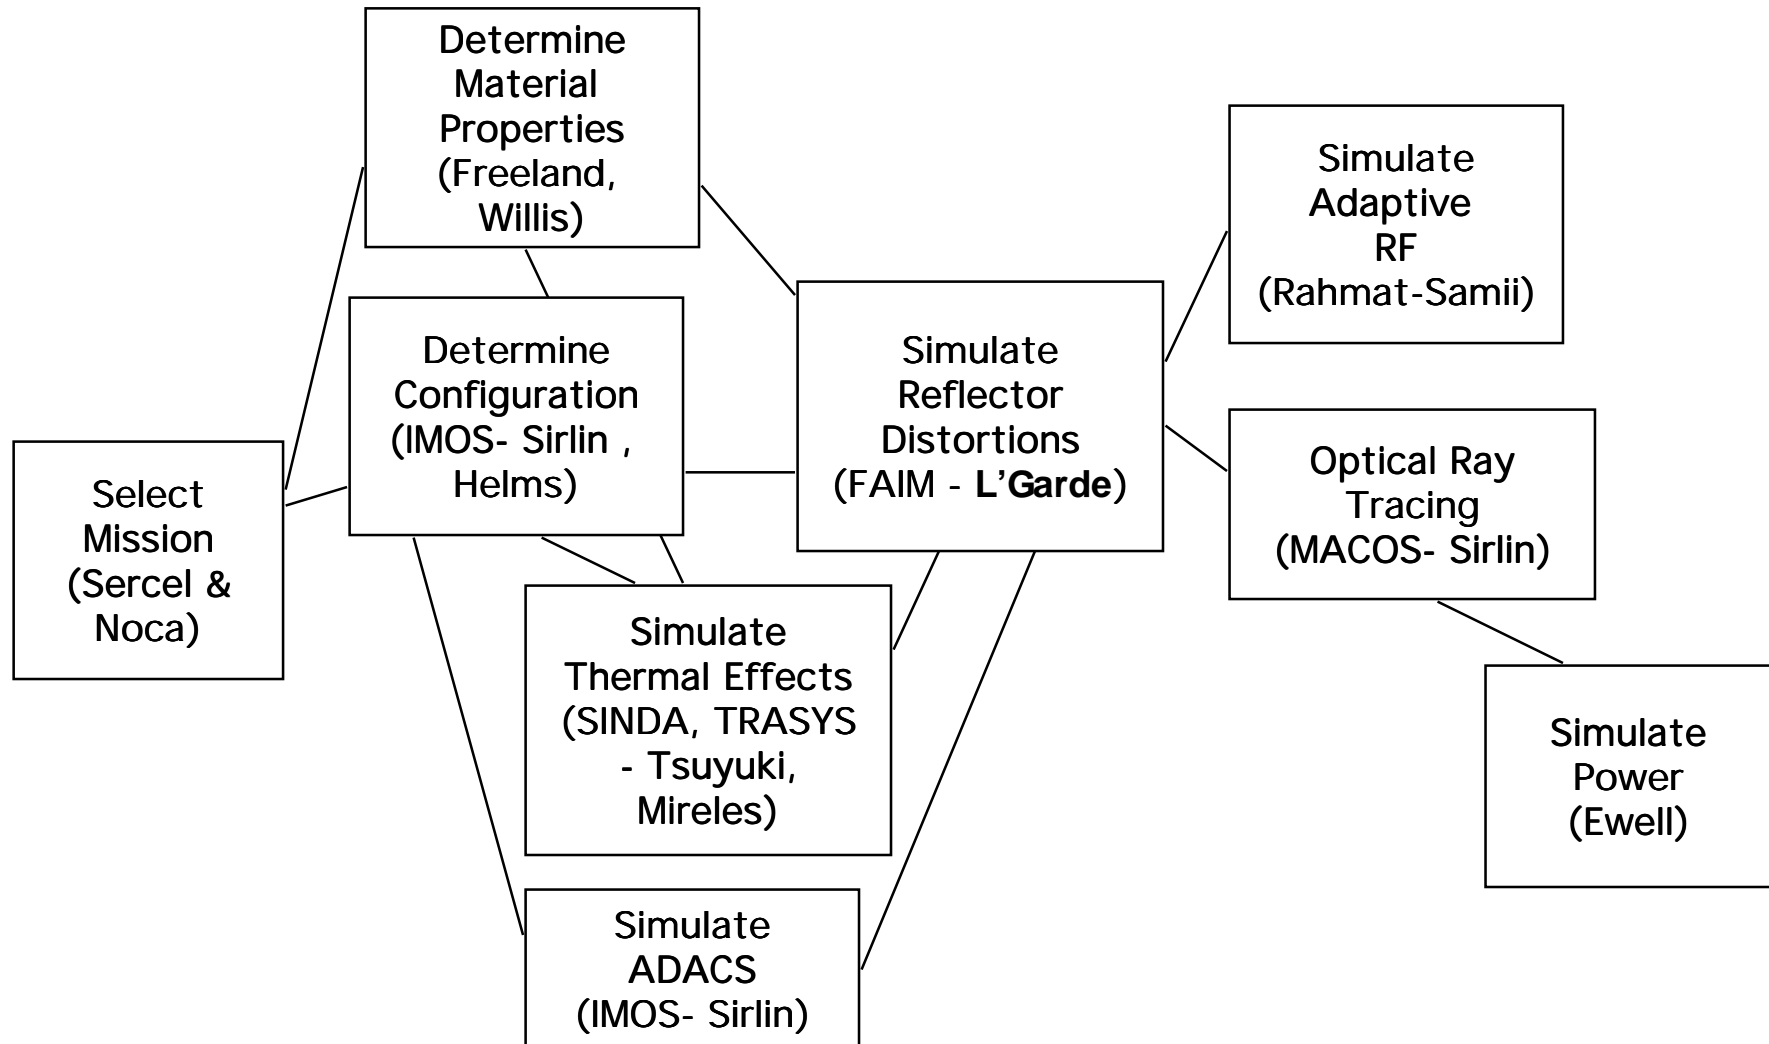 Determine
Material
Properties
(Freeland,
Willis)
Determine
Configuration
(IMOS- Sirlin ,
Helms)
Select
Mission
(Sercel &
Noca)
Simulate
Thermal Effects
(SINDA, TRASYS
- Tsuyuki,
Mireles)
Simulate
ADACS
(IMOS- Sirlin)
Simulate
Reflector
Distortions
(FAIM - L'Garde)
Simulate
Adaptive
RF
(Rahmat-Samii)
Optical Ray
Tracing
(MACOS- Sirlin)
Simulate
Power
(Ewell)